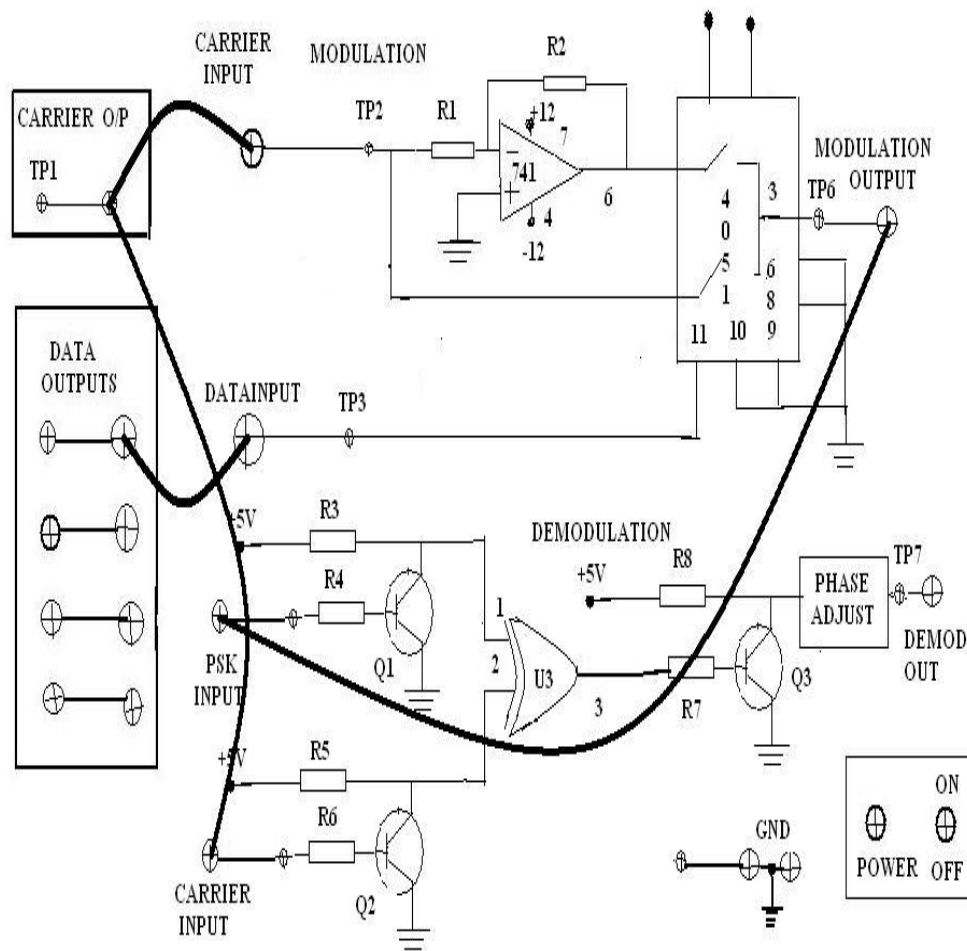 CARRIER
INPUT
MODULATION
CARRIER O/P
TP1
TP2
R1
R2
+12
7
-
741
+
4
-12
6
4
0
5
1
3
6
8
11
10
9
MODULATION
OUTPUT
TP6
DATA
OUTPUTS
DATAINPUT
TP3
+5V
R3
R4
Q1
PSK
INPUT
DEMODULATION
+5V
R8
1
2
U3
3
R7
Q3
PHASE
ADJUST
TP7
DEMOD
OUT
+5V
R5
R6
Q2
CARRIER
INPUT
GND
ON
POWER
OFF